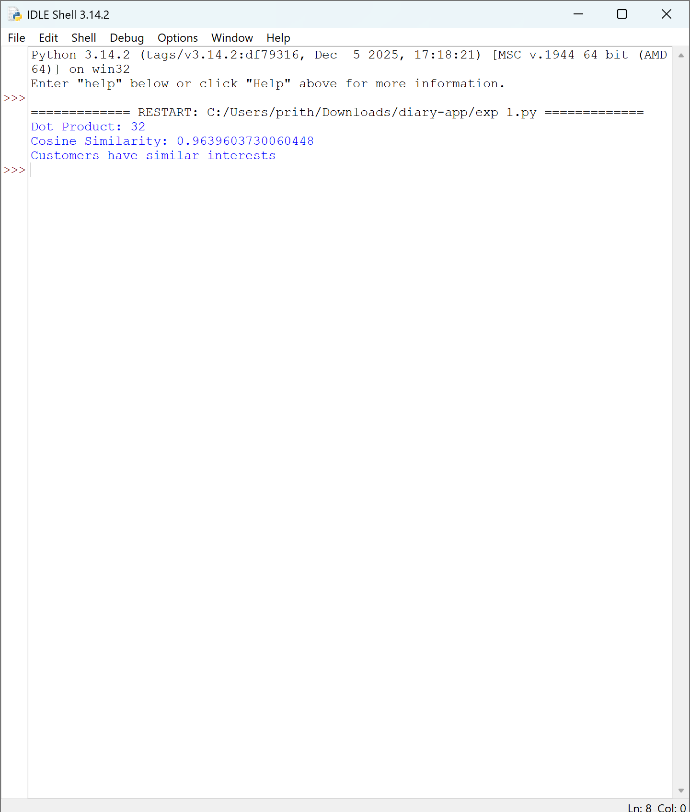 IDLE Shell 3.14.2
File Edit Shell Debug Options Window Help
Python 3.14.2 (tags/v3.14.2:df79316, Dec  5 2025, 17:18:21) [MSC v.1944 64 bit (AMD
64)] on win32
Enter "help" below or click "Help" above for more information.
>>>
============= RESTART: C:/Users/prith/Downloads/diary-app/exp 1.py =============
Dot Product: 32
Cosine Similarity: 0.9639603730060448
Customers have similar interests
>>>
Ln: 8 Col: 0